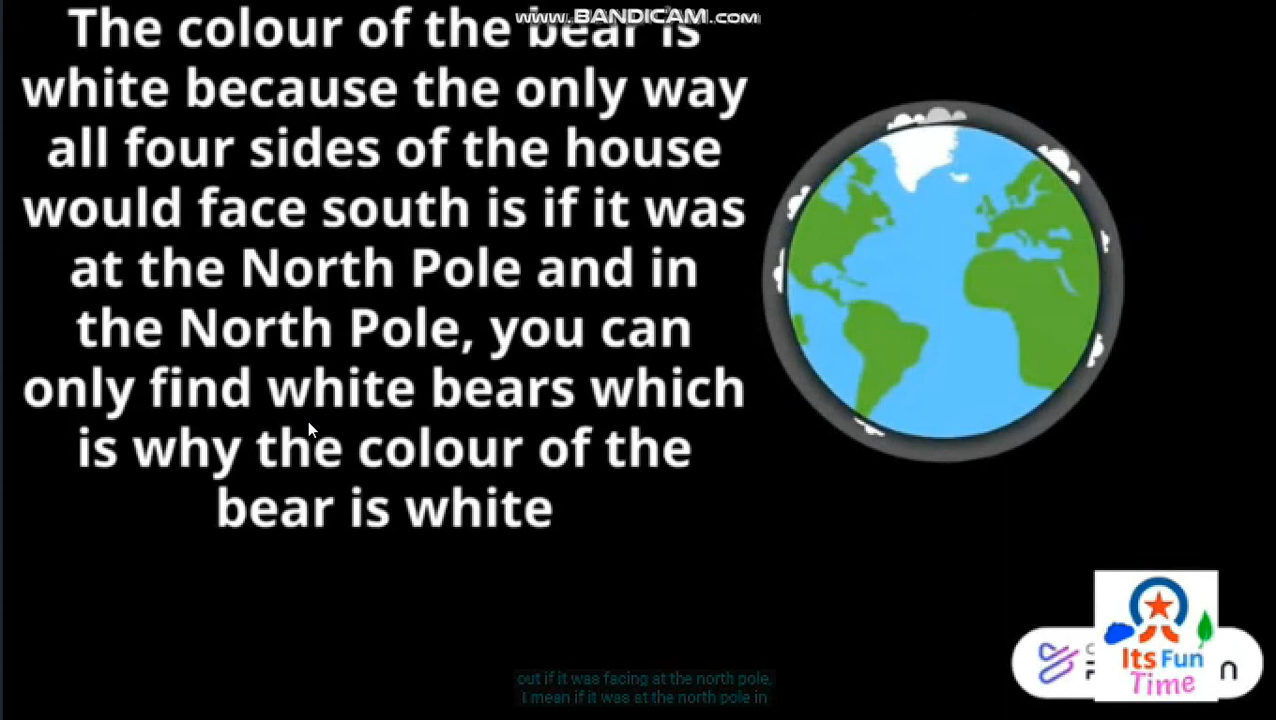 www.BANDICAM.com
The colour of the bear is
white because the only way
all four sides of the house
would face south is if it was
at the North Pole and in
the North Pole, you can
only find white bears which
is why the colour of the
bear is white
Its Fun
Time
n
out if it was facing at the north pole,
I mean if it was at the north pole in